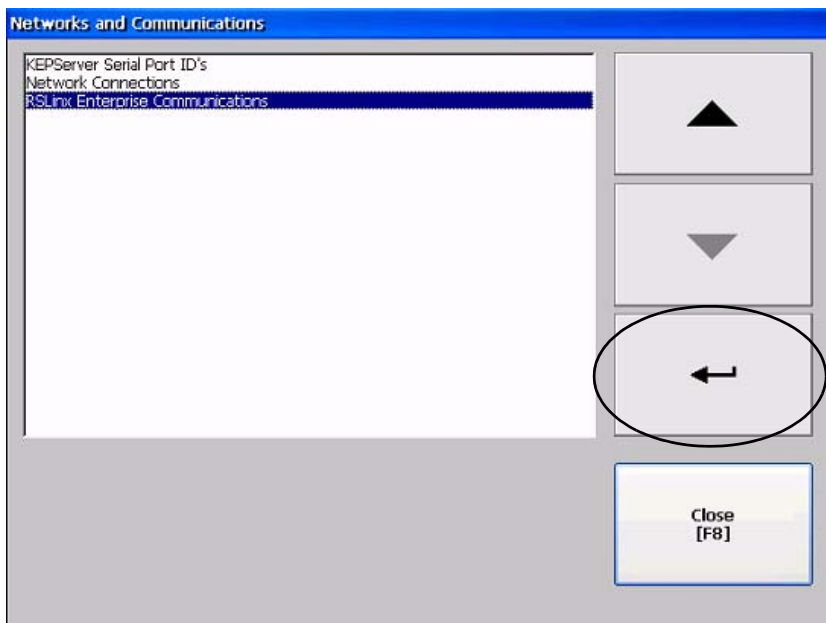 Networks and Communications
KEPServer Serial Port ID's
Network Connections
RSLinx Enterprise Communications
Close
[F8]